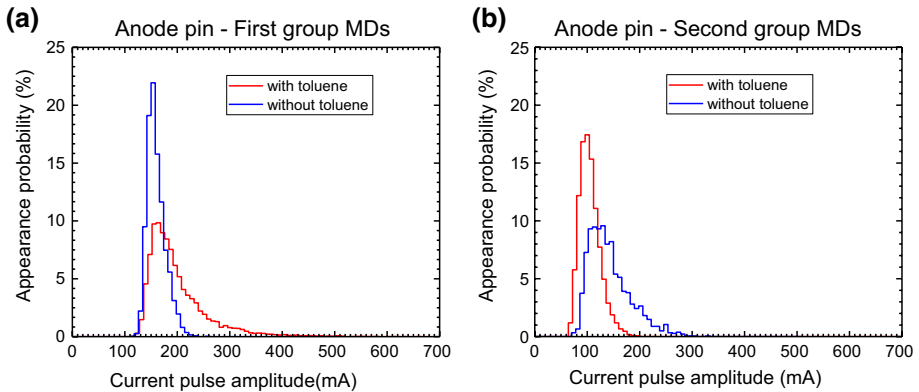 (a)
Anode pin - First group MDs
Appearance probability (%)
25
20
15
10
5
0
with toluene
without toluene
0 100 200 300 400 500 600 700
Current pulse amplitude(mA)
(b)
Anode pin - Second group MDs
Appearance probability (%)
25
20
15
10
5
0
with toluene
without toluene
0 100 200 300 400 500 600 700
Current pulse amplitude (mA)